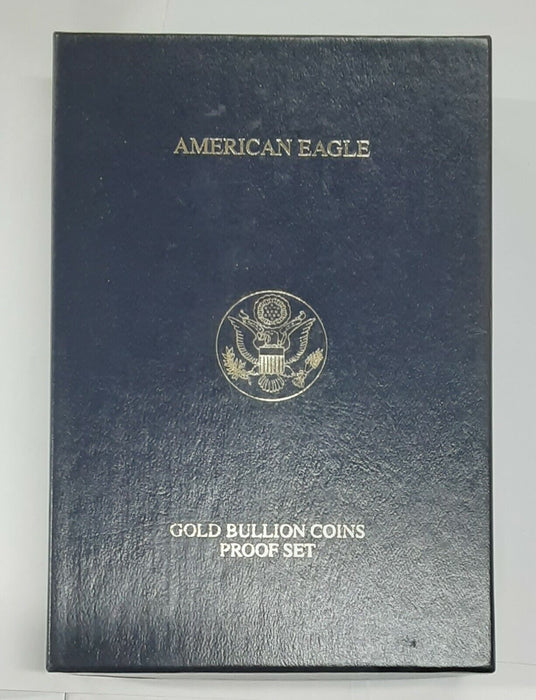 AMERICAN EAGLE
GOLD BULLION COINS
PROOF SET